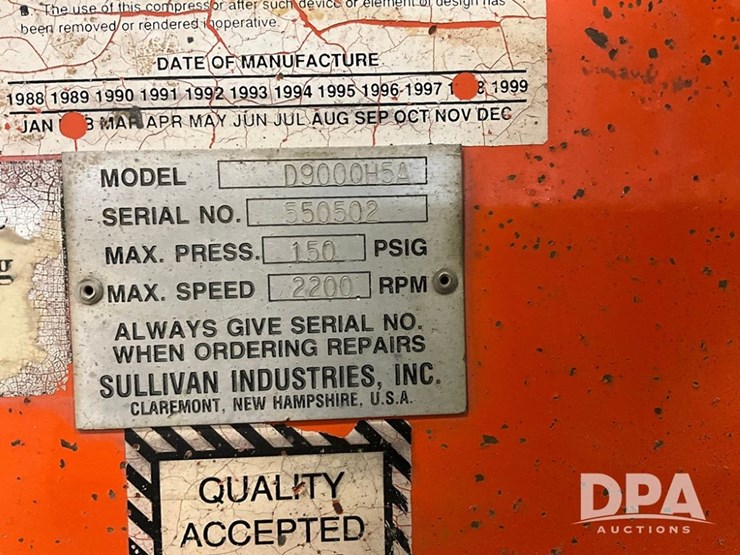 The use of this compressor after such device or element of design has
been removed or rendered inoperative.
DATE OF MANUFACTURE
1988 1989 1990 1991 1992 1993 1994 1995 1996 1997 1 8 1999
JAN B MAR APR MAY JUN JUL AUG SEP OCT NOV DEC
MODEL D9000H5A
SERIAL NO. 550502
MAX. PRESS. 150 PSIG
MAX. SPEED 2200 RPM
ALWAYS GIVE SERIAL NO.
WHEN ORDERING REPAIRS
SULLIVAN INDUSTRIES, INC.
CLAREMONT, NEW HAMPSHIRE, U.S.A.
QUALITY
ACCEPTED
DPA
AUCTIONS